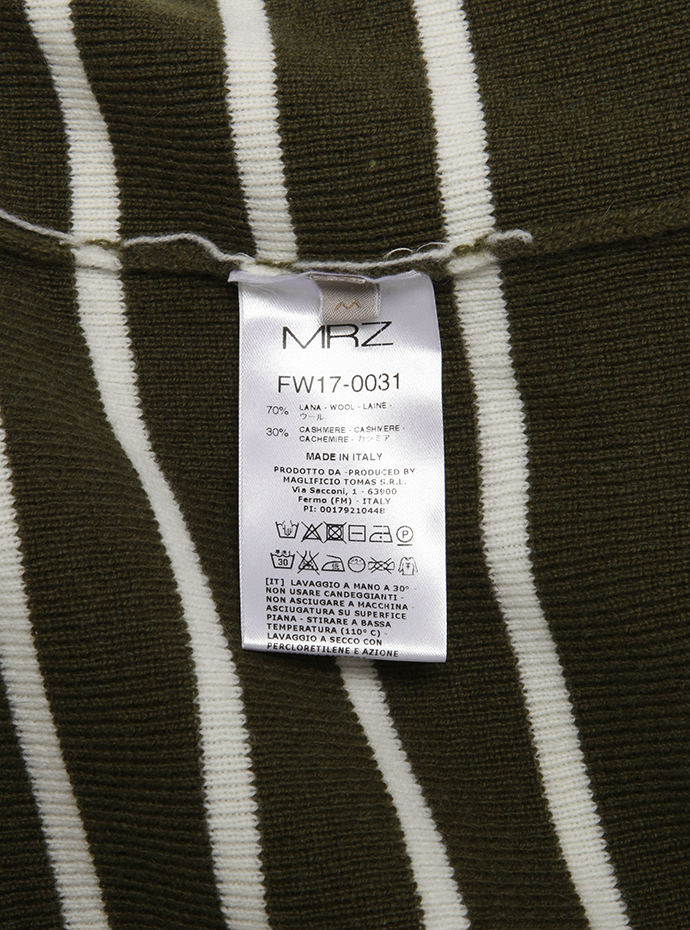 M
MRZ
FW17-0031
70% LANA - WOOL - LAINE -
ウール
30% CASHMERE - CASHVERE -
CACHEMIRE - カシミア
MADE IN ITALY
PRODOTTO DA -PRODUCED BY
MAGLIFICIO TOMAS S.R.L.
Via Sacconi, 1 - 63900
Fermo (FM) - ITALY
PI: 00179210448
P
30
[IT] LAVAGGIO A MANO A 30° -
NON USARE CANDEGGIANTI -
NON ASCIUGARE A MACCHINA -
ASCIUGATURA SU SUPERFICE
PIANA - STIRARE A BASSA
TEMPERATURA (110° C) -
LAVAGGIO A SECCO CON
PERCLORETILENE E AZIONE